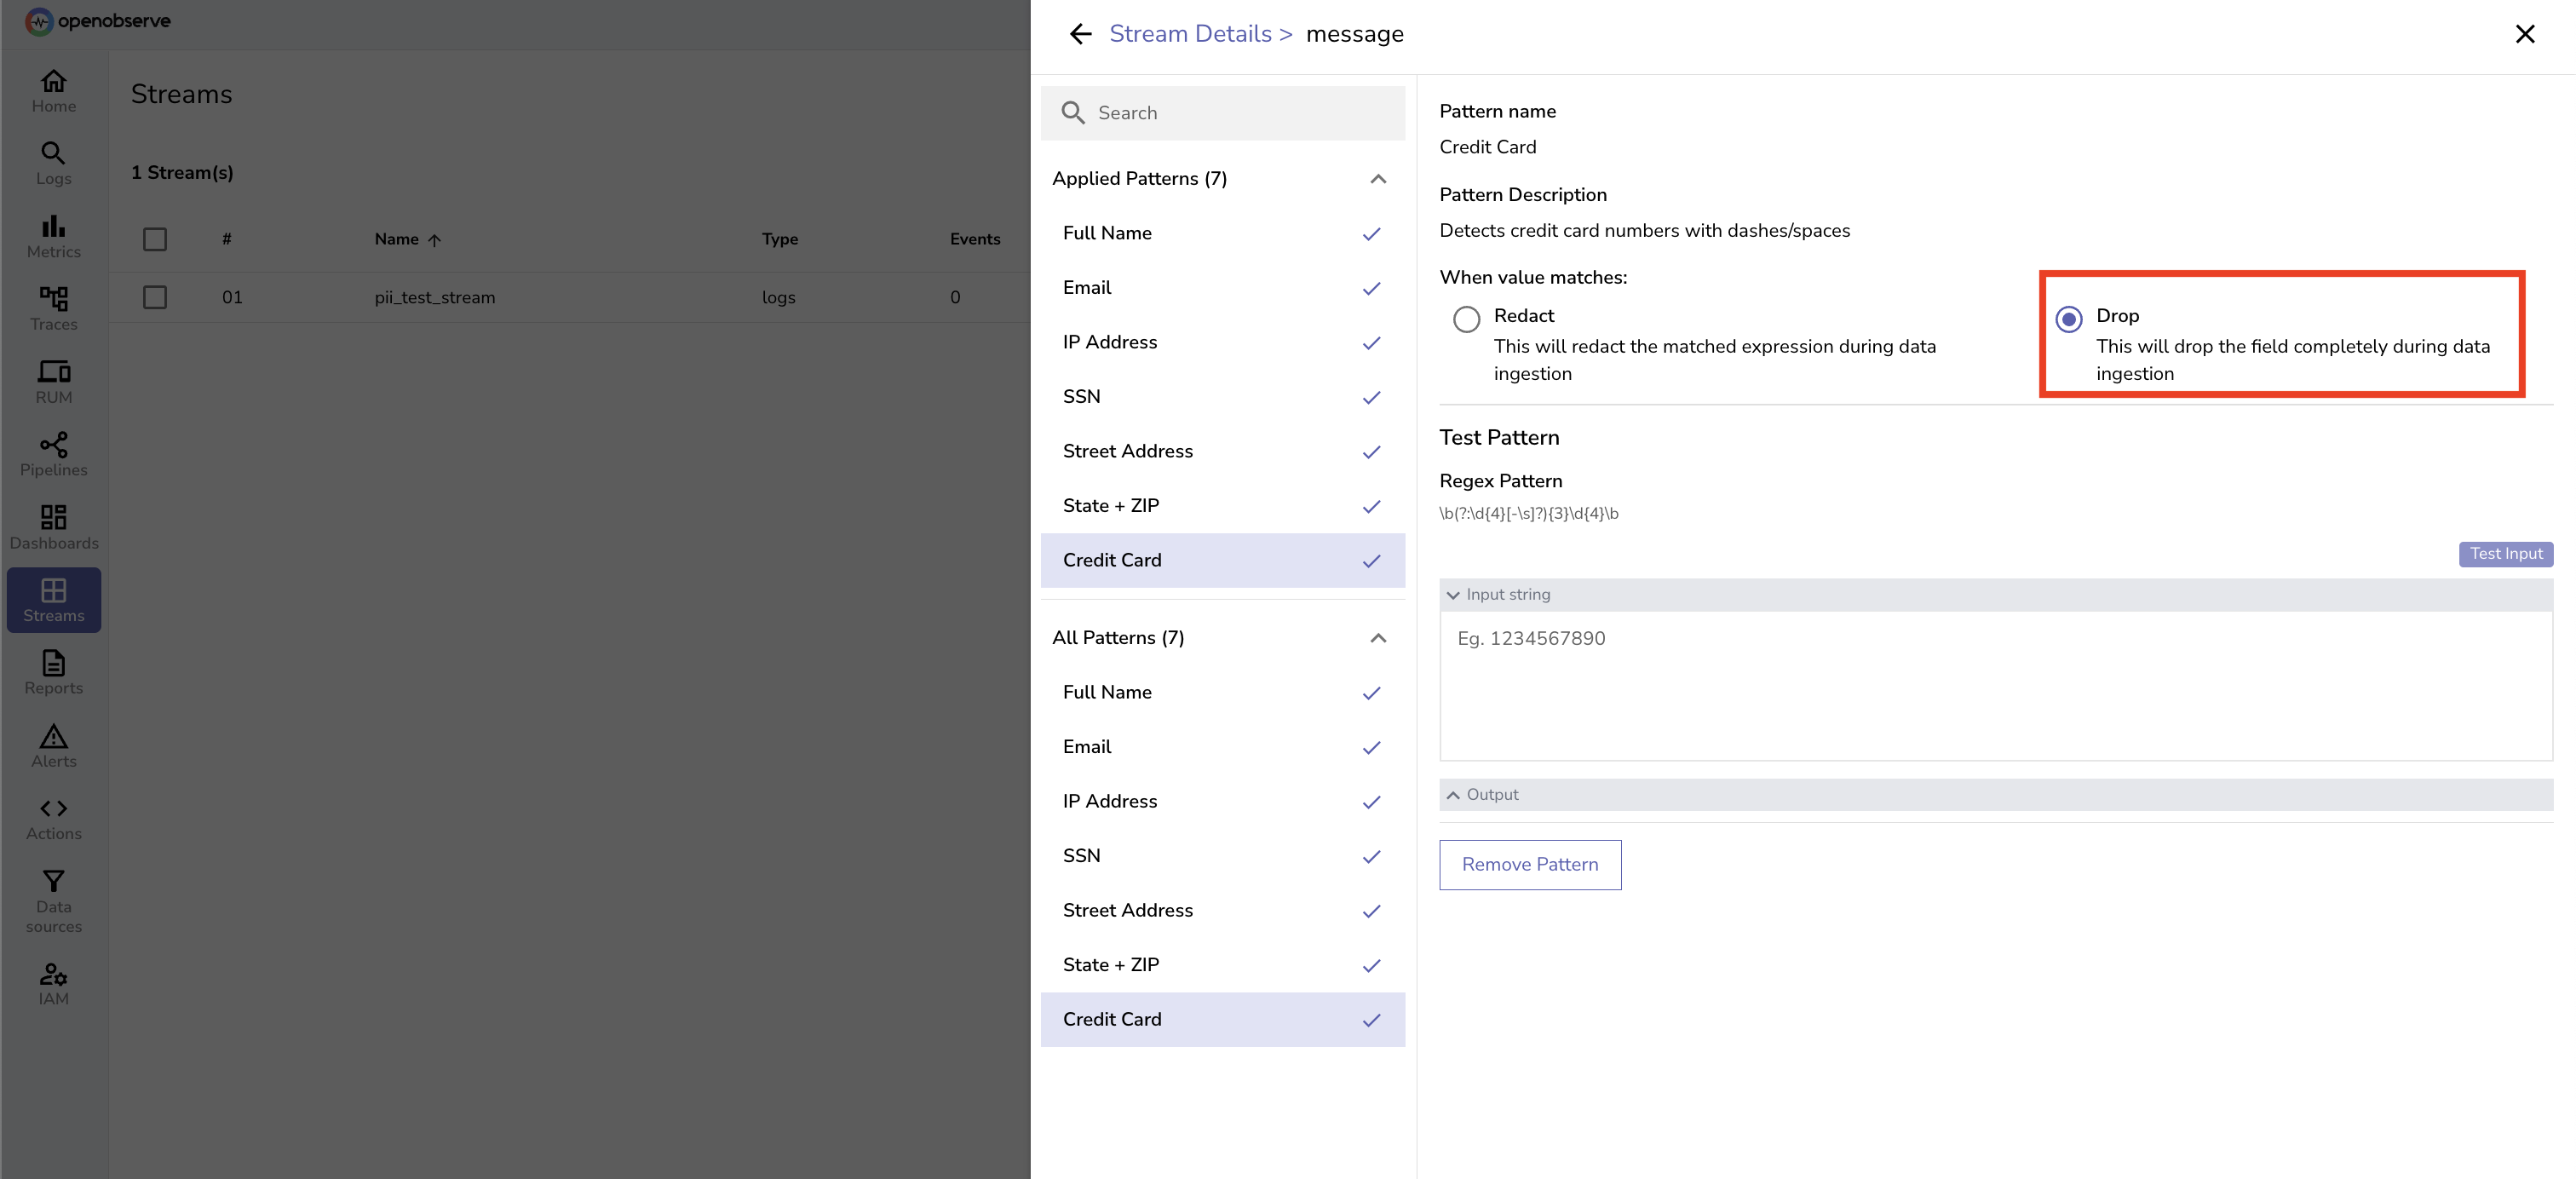 openobserve
Home
Logs
Metrics
Traces
RUM
Pipelines
Dashboards
Streams
Reports
Alerts
Actions
Data
sources
IAM
Streams
1 Stream(s)
# Name Type Events
01 pii_test_stream logs 0
Stream Details > message
Search
Applied Patterns (7)
Full Name
Email
IP Address
SSN
Street Address
State + ZIP
Credit Card
All Patterns (7)
Full Name
Email
IP Address
SSN
Street Address
State + ZIP
Credit Card
Pattern name
Credit Card
Pattern Description
Detects credit card numbers with dashes/spaces
When value matches:
Redact
This will redact the matched expression during data
ingestion
Drop
This will drop the field completely during data
ingestion
Test Pattern
Regex Pattern
\b(?:\d{4}[-\s]?){3}\d{4}\b
Test Input
Input string
Eg. 1234567890
Output
Remove Pattern